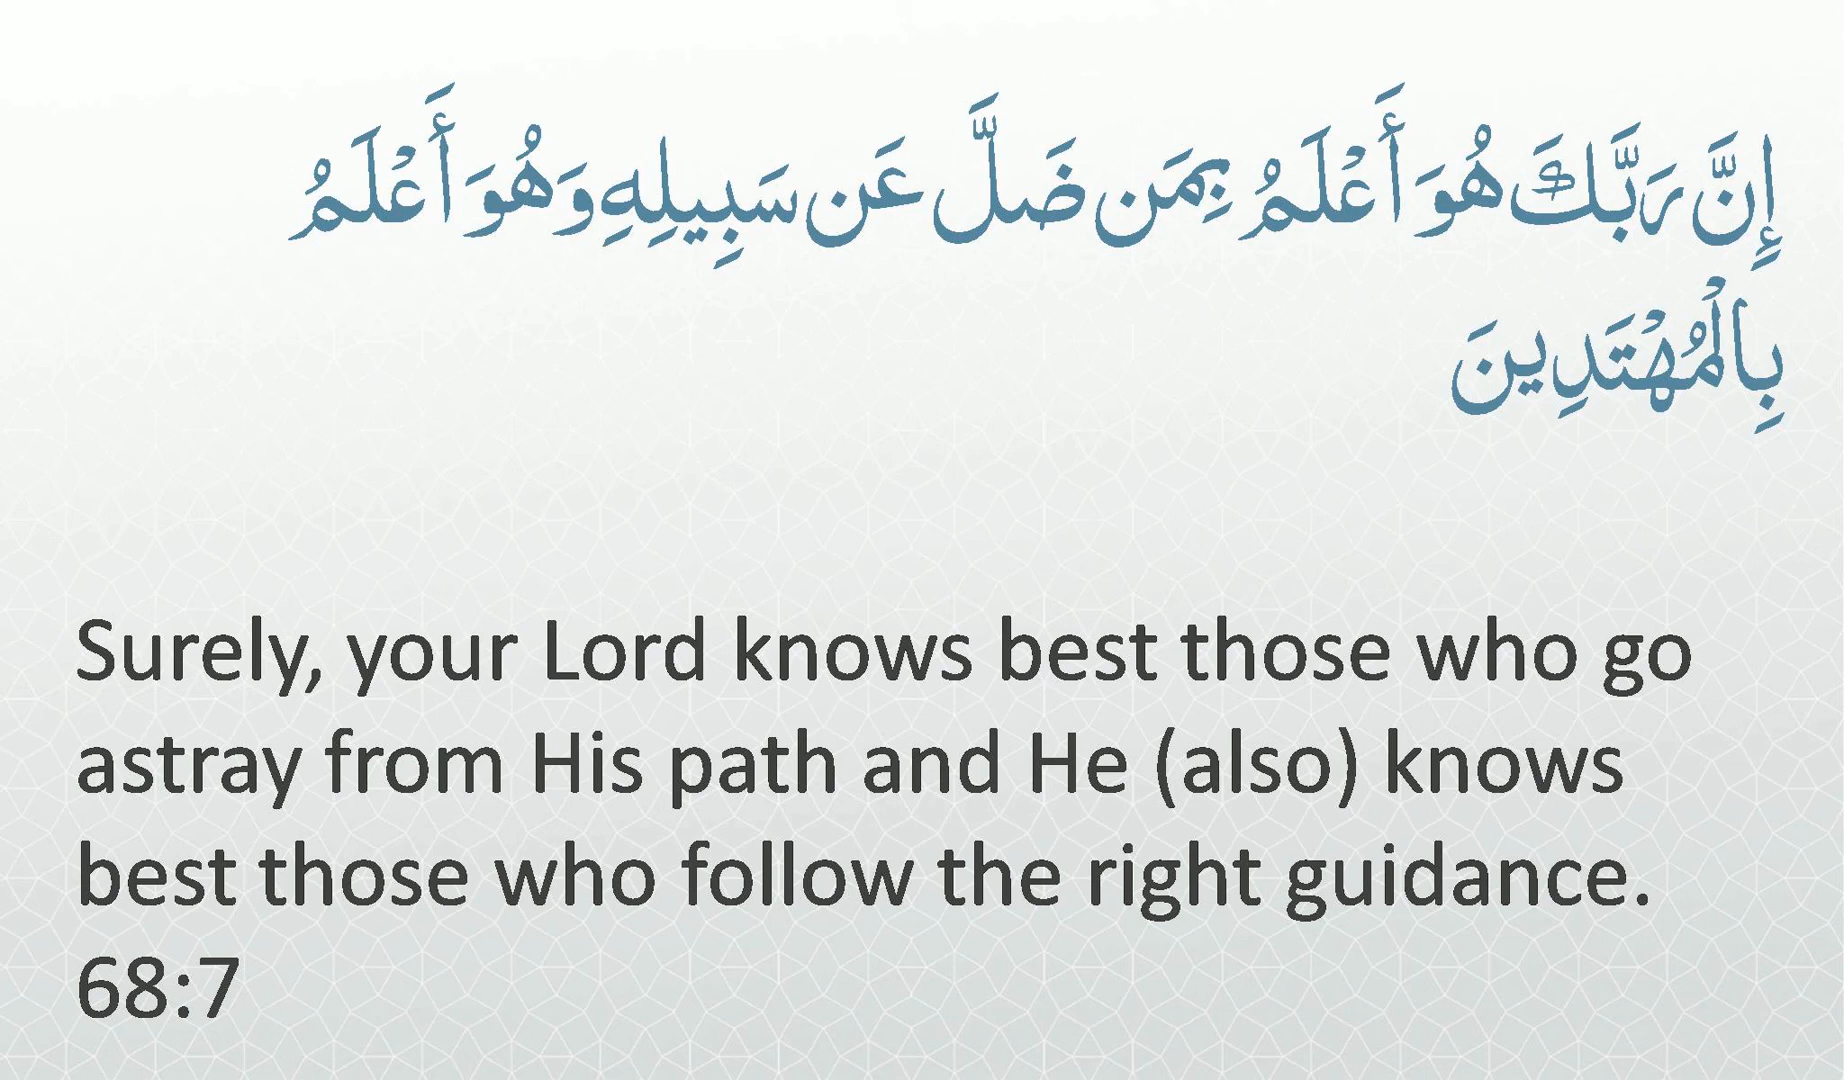 إِنَّ رَبَّكَ هُوَ أَعْلَمُ بِمَن ضَلَّ عَن سَبِيلِهِ وَهُوَ أَعْلَمُ
بِالْمُهْتَدِينَ
Surely, your Lord knows best those who go
astray from His path and He (also) knows
best those who follow the right guidance.
68:7